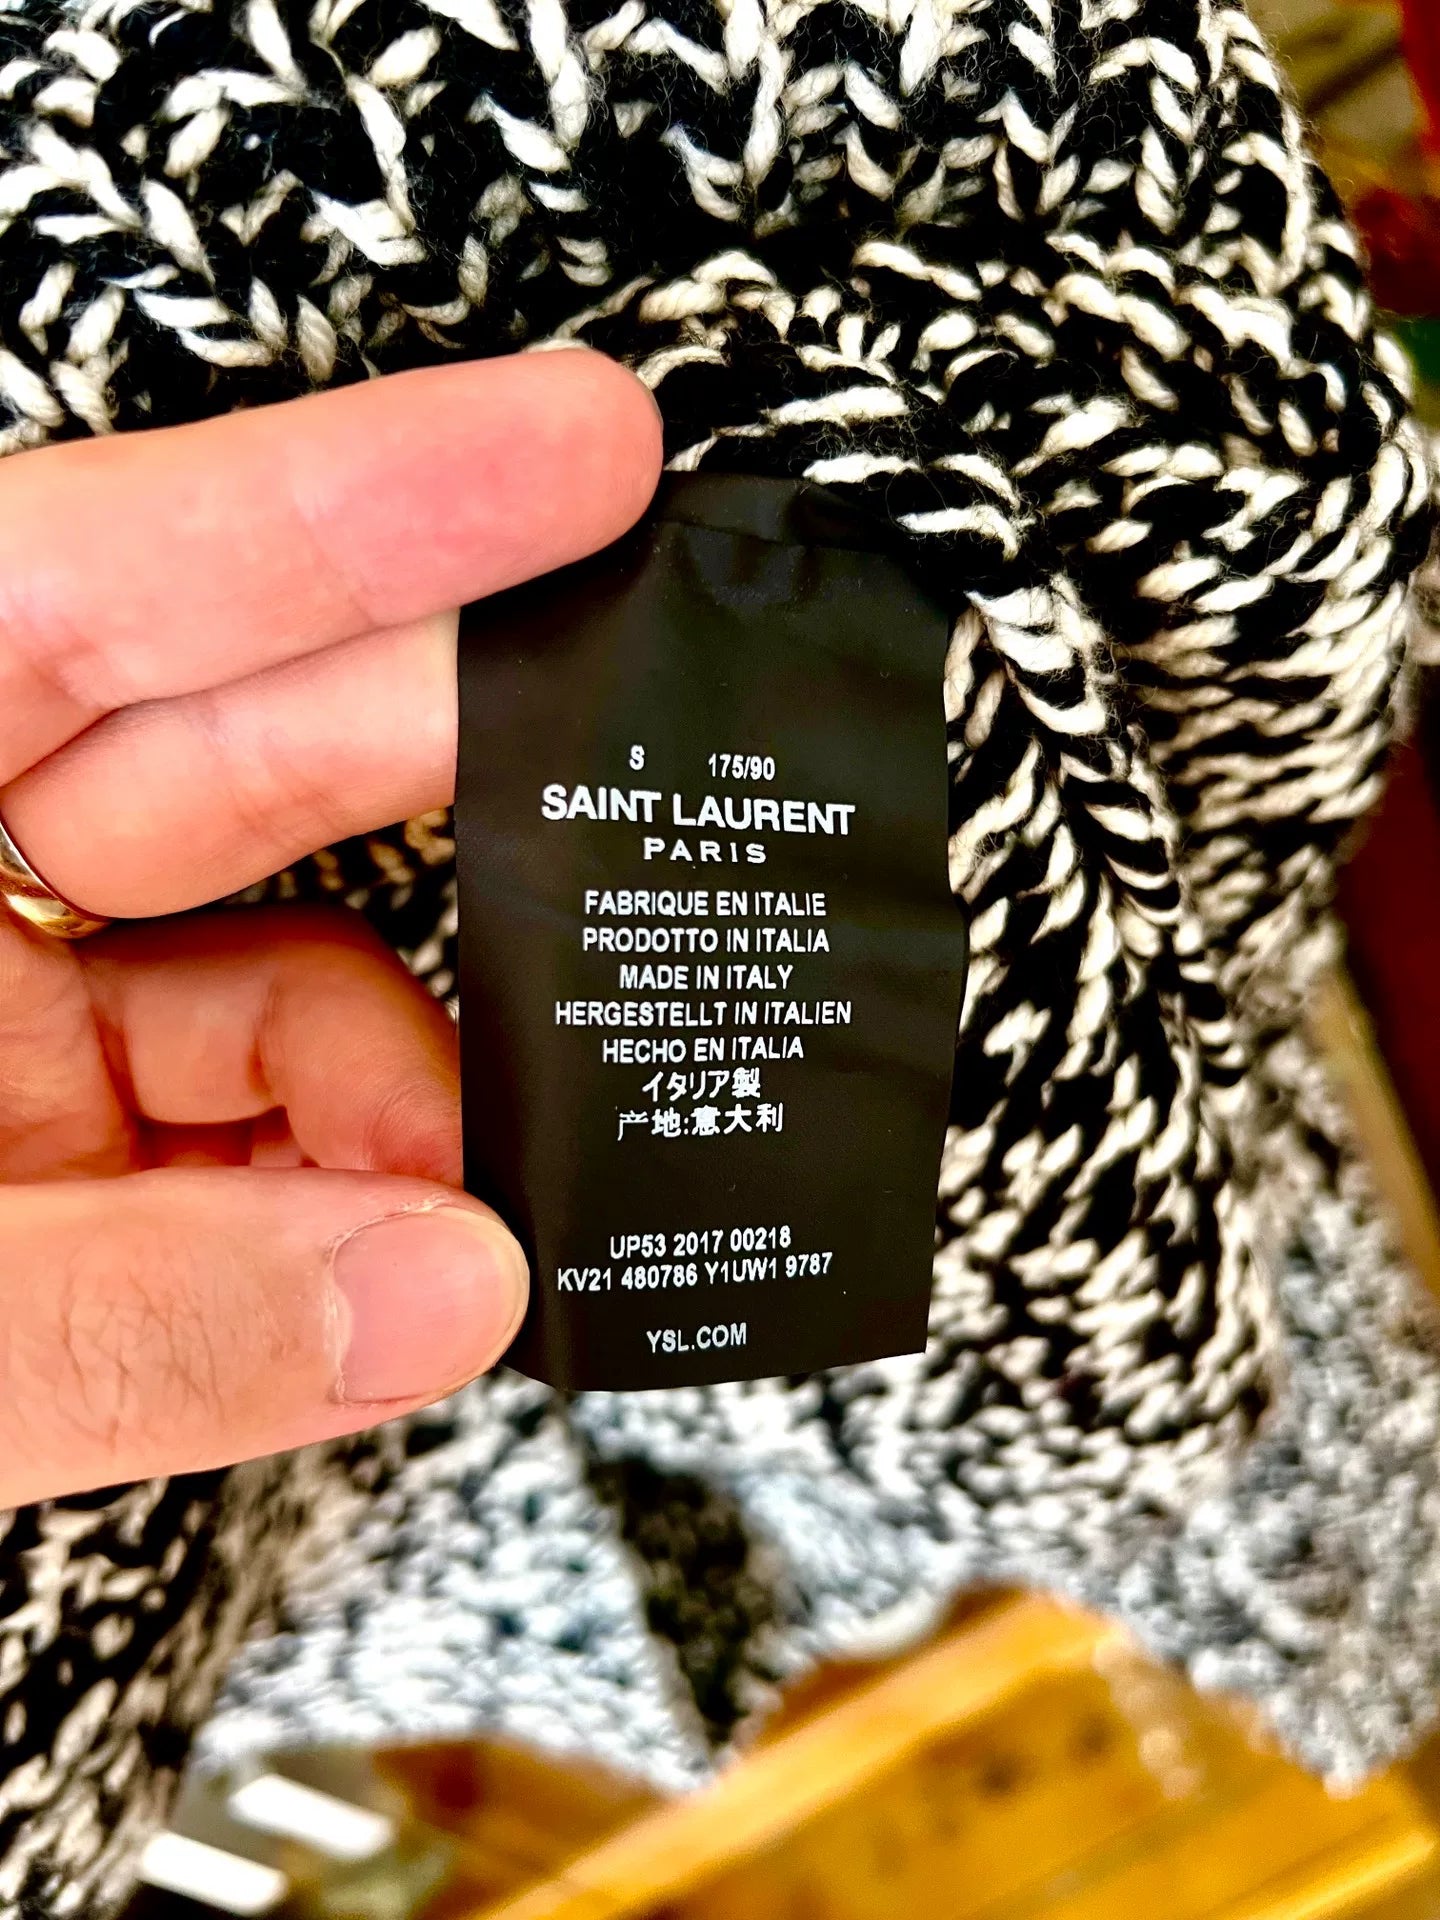 S 175/90
SAINT LAURENT
PARIS
FABRIQUE EN ITALIE
PRODOTTO IN ITALIA
MADE IN ITALY
HERGESTELLT IN ITALIEN
HECHO EN ITALIA
イタリア製
产地:意大利
UP53 2017 00218
KV21 480786 Y1UW1 9787
YSL.COM